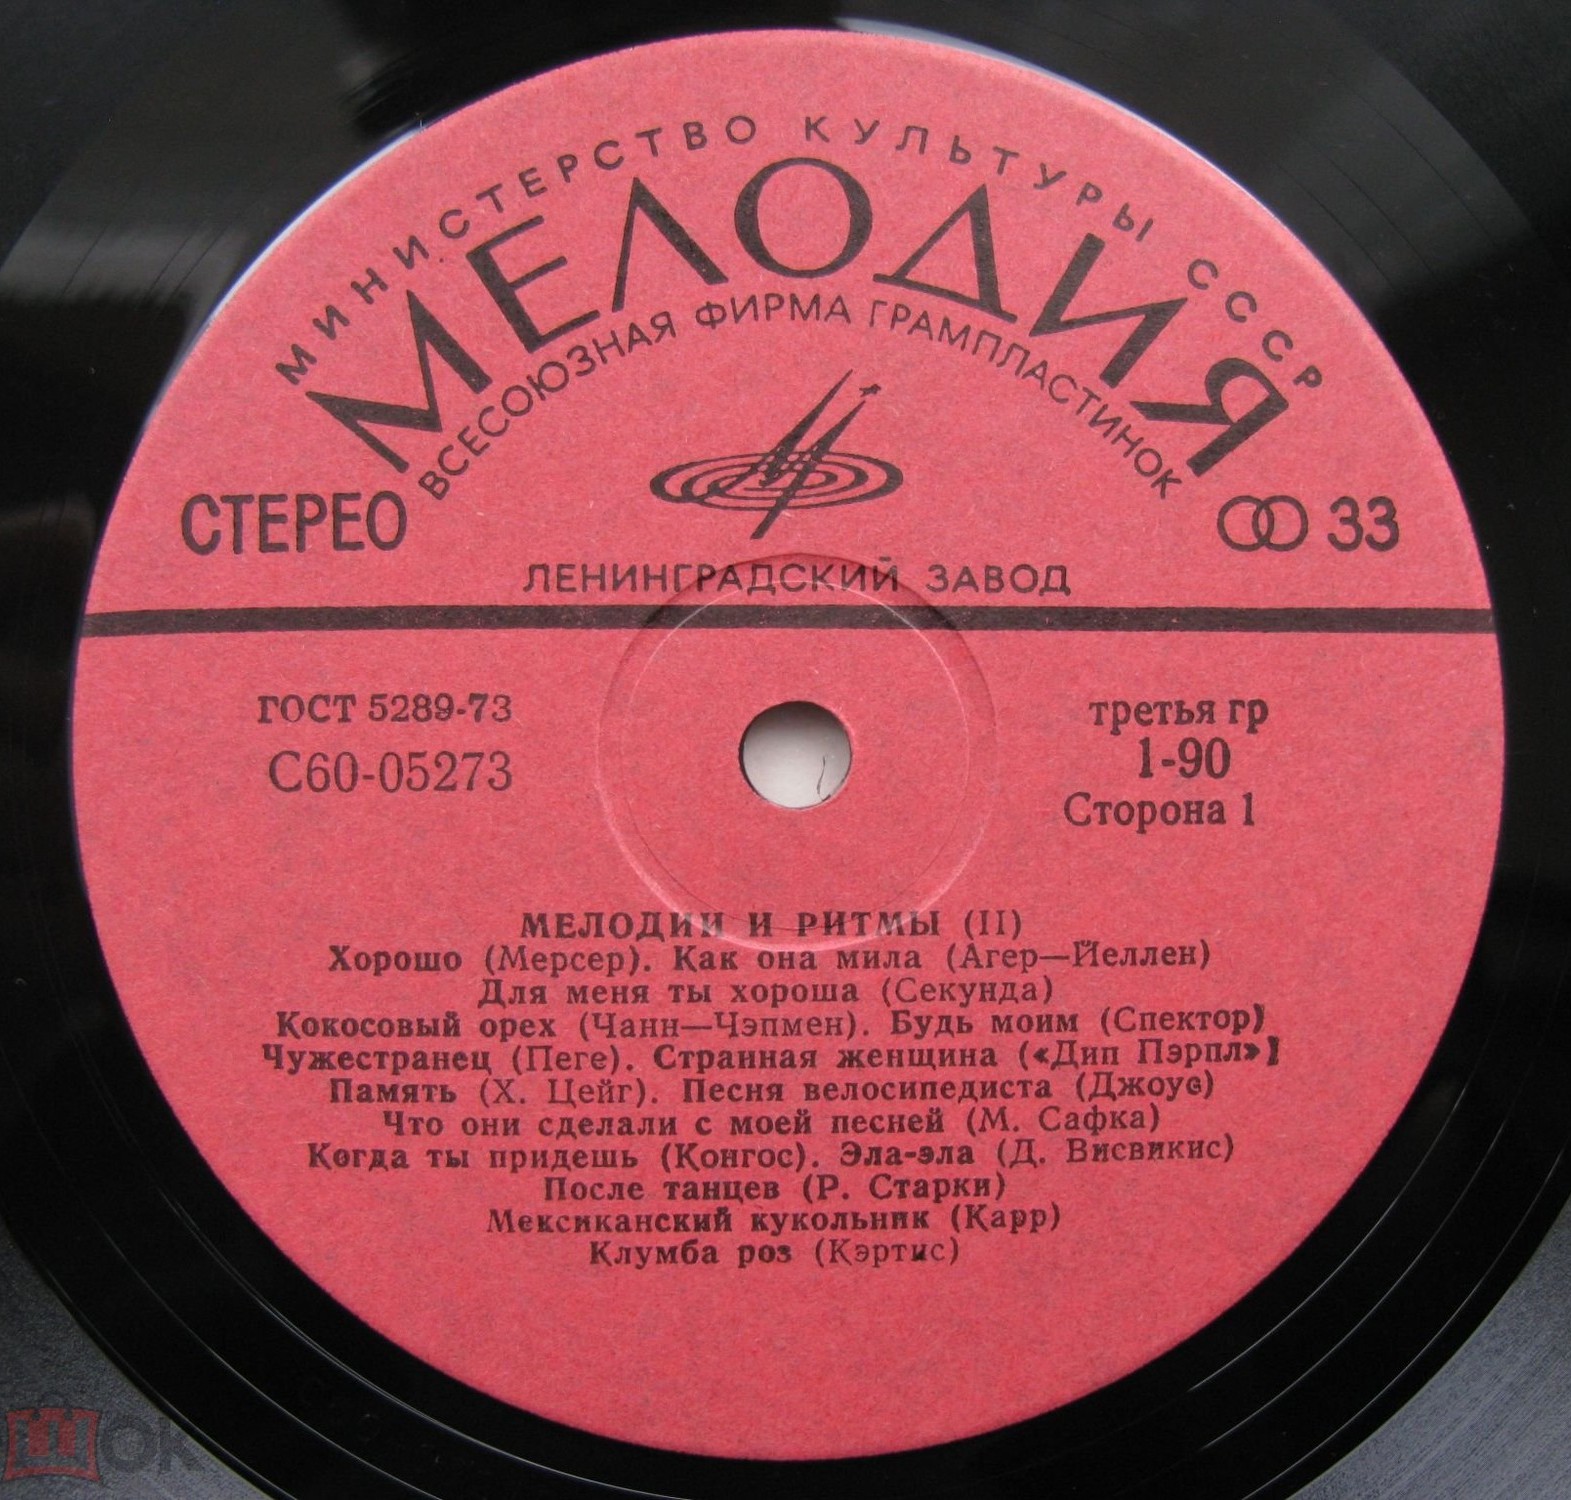 МИНИСТЕРСТВО КУЛЬТУРЫ СССР
МЕЛОДИЯ
ВСЕСОЮЗНАЯ ФИРМА ГРАМПЛАСТИНОК
СТЕРЕО
33
ЛЕНИНГРАДСКИЙ ЗАВОД
ГОСТ 5289-73
С60-05273
третья гр
1-90
Сторона 1
МЕЛОДИИ И РИТМЫ (II)
Хорошо (Мерсер). Как она мила (Агер—Йеллен)
Для меня ты хороша (Секунда)
Кокосовый орех (Чанн—Чэпмен). Будь моим (Спектор)
Чужестранец (Пеге). Странная женщина («Дип Пэрпл»)
Память (Х. Цейг). Песня велосипедиста (Джоус)
Что они сделали с моей песней (М. Сафка)
Когда ты придешь (Конгос). Эла-эла (Д. Висвикис)
После танцев (Р. Старки)
Мексиканский кукольник (Карр)
Клумба роз (Кэртис)
ШОК